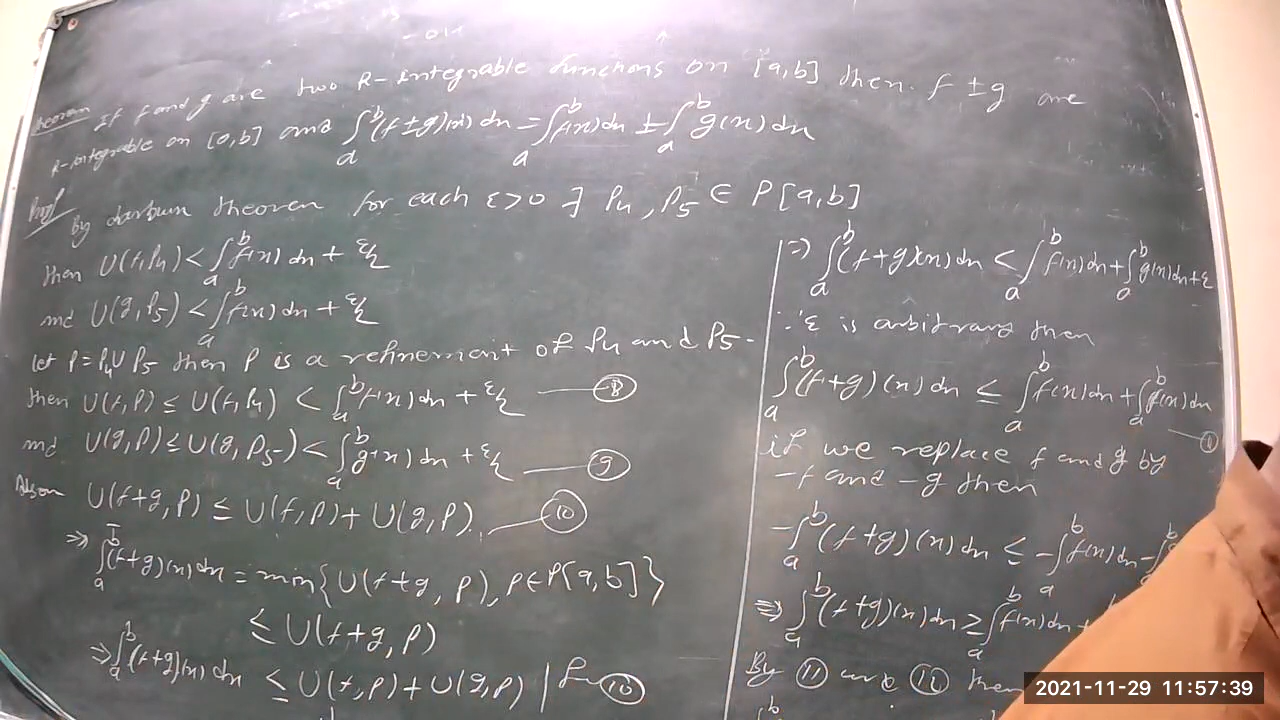 Theorem If f and g are two R-integrable functions on [a,b] then f ± g are
R-integrable on [a,b] and ∫_a^b (f±g)(x) dx = ∫_a^b f(x) dx ± ∫_a^b g(x) dx
Proof
By darboux theorem for each ε>0 ∃ P4, P5 ∈ P[a,b]
then U(f,P4) < ∫_a^b f(x) dx + ε/2
and U(g,P5) < ∫_a^b f(x) dx + ε/2
let P = P4 ∪ P5 then P is a refinement of P4 and P5.
then U(f,P) ≤ U(f,P4) < ∫_a^b f(x) dx + ε/2 — (8)
and U(g,P) ≤ U(g,P5) < ∫_a^b g(x) dx + ε/2 — (9)
Also U(f+g,P) ≤ U(f,P) + U(g,P). — (10)
⇒ ∫_a^b̄ (f+g)(x) dx = min{U(f+g, P), P∈P[a,b]}
≤ U(f+g, P)
⇒ ∫_a^b (f+g)(x) dx ≤ U(f,P) + U(g,P) | (10)
⇒ ∫_a^b (f+g)(x) dx < ∫_a^b f(x) dx + ∫_a^b g(x) dx + ε
∵ ε is arbitrary then
∫_a^b (f+g)(x) dx ≤ ∫_a^b f(x) dx + ∫_a^b g(x) dx
— (11)
if we replace f and g by
-f and -g then
-∫_a^b (f+g)(x) dx ≤ -∫_a^b f(x) dx - ∫
⇒ ∫_a^b (f+g)(x) dx ≥ ∫_a^b f(x) dx +
By (11) and (12) then
2021-11-29 11:57:39